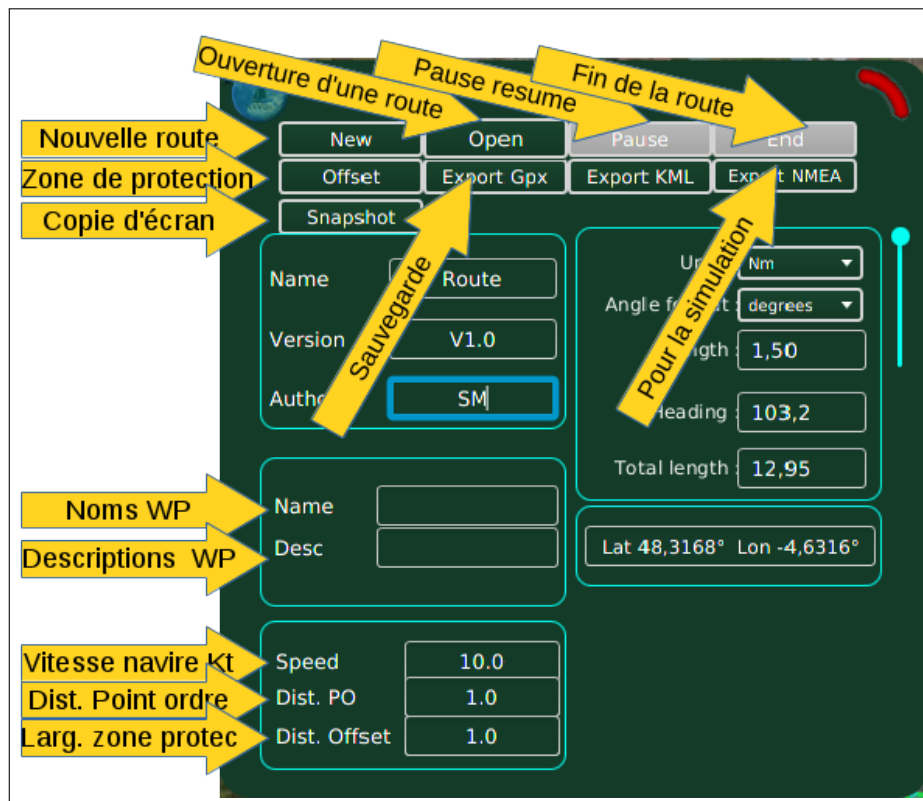 Ouverture d'une route
Pause resume
Fin de la route
Nouvelle route
New
Open
Pause
End
Zone de protection
Offset
Export Gpx
Export KML
Export NMEA
Copie d'écran
Snapshot
Sauvegarde
Pour la simulation
Name
Route
Version
V1.0
SM
Nm
degrees
1,50
Heading :
103,2
Total length :
12,95
Noms WP
Name
Descriptions WP
Desc
Lat 48,3168° Lon -4,6316°
Vitesse navire Kt
Speed
10.0
Dist. Point ordre
Dist. PO
1.0
Larg. zone protec
Dist. Offset
1.0